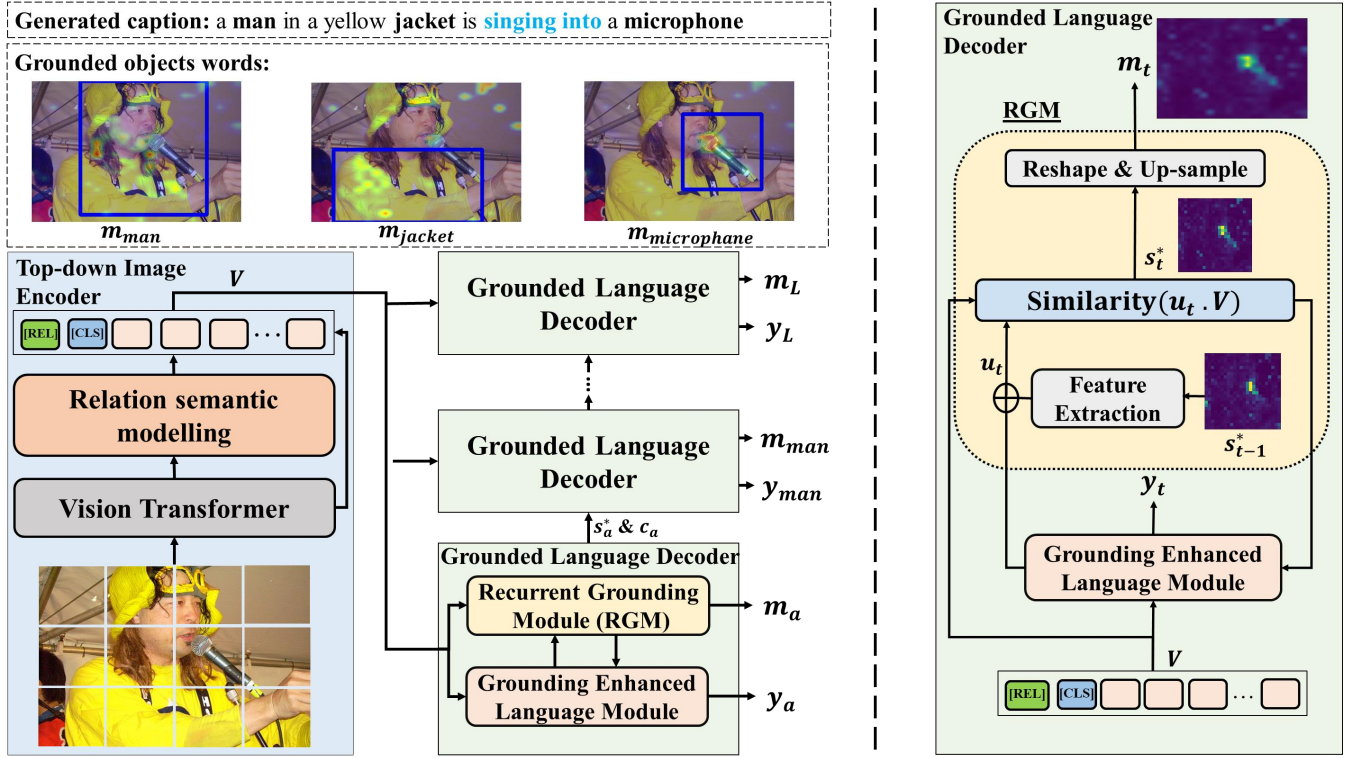 Generated caption: a man in a yellow jacket is singing into a microphone
Grounded objects words:
m_man
m_jacket
m_microphane
Top-down Image
Encoder
V
[REL] [CLS] ...
Relation semantic
modelling
Vision Transformer
Grounded Language
Decoder
m_L
y_L
Grounded Language
Decoder
m_man
y_man
s_a^* & c_a
Grounded Language Decoder
Recurrent Grounding
Module (RGM)
m_a
Grounding Enhanced
Language Module
y_a
Grounded Language
Decoder
m_t
RGM
Reshape & Up-sample
s_t^*
Similarity(u_t . V)
u_t
Feature
Extraction
s_{t-1}^*
y_t
Grounding Enhanced
Language Module
V
[REL] [CLS] ...